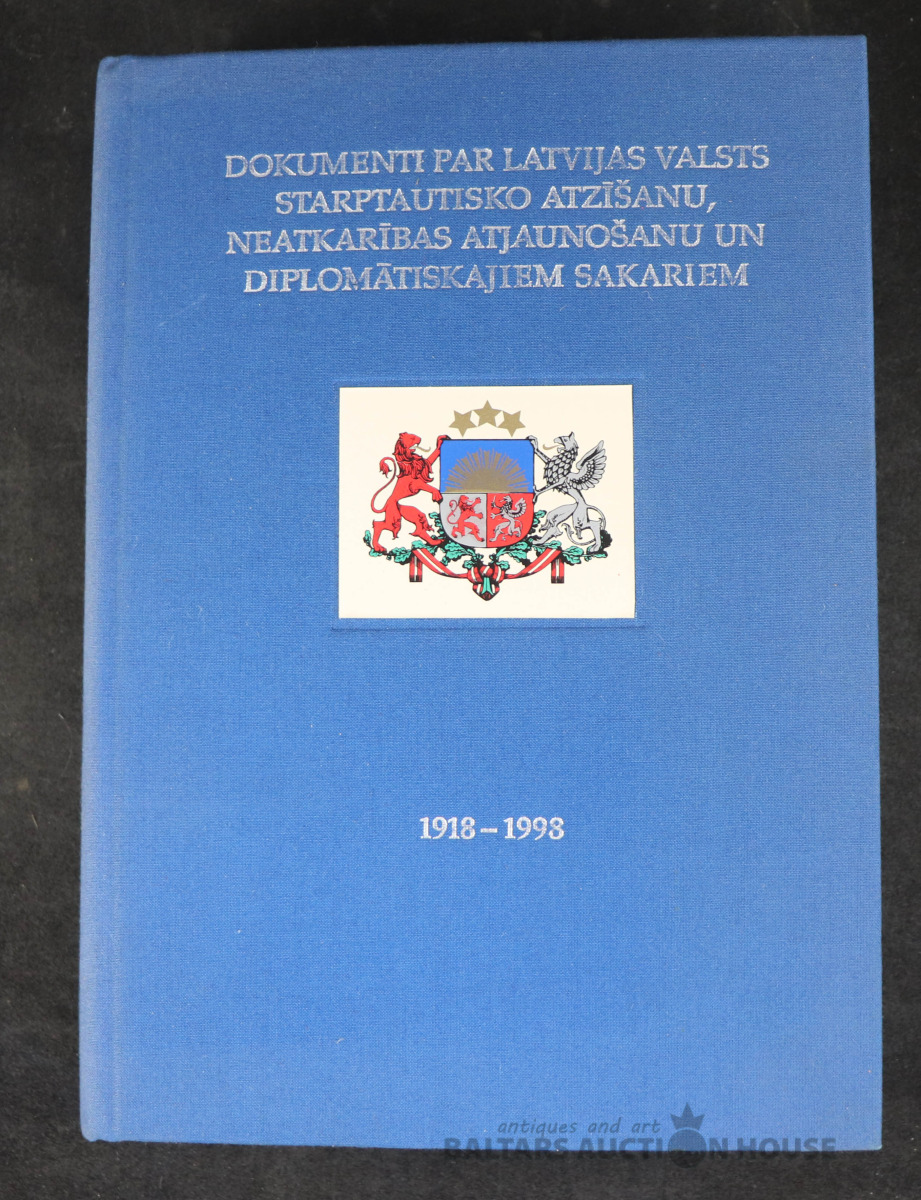 DOKUMENTI PAR LATVIJAS VALSTS
STARPTAUTISKO ATZĪŠANU,
NEATKARĪBAS ATJAUNOŠANU UN
DIPLOMĀTISKAJIEM SAKARIEM
1918 – 1998
antiques and art
BALTARS AUCTION HOUSE